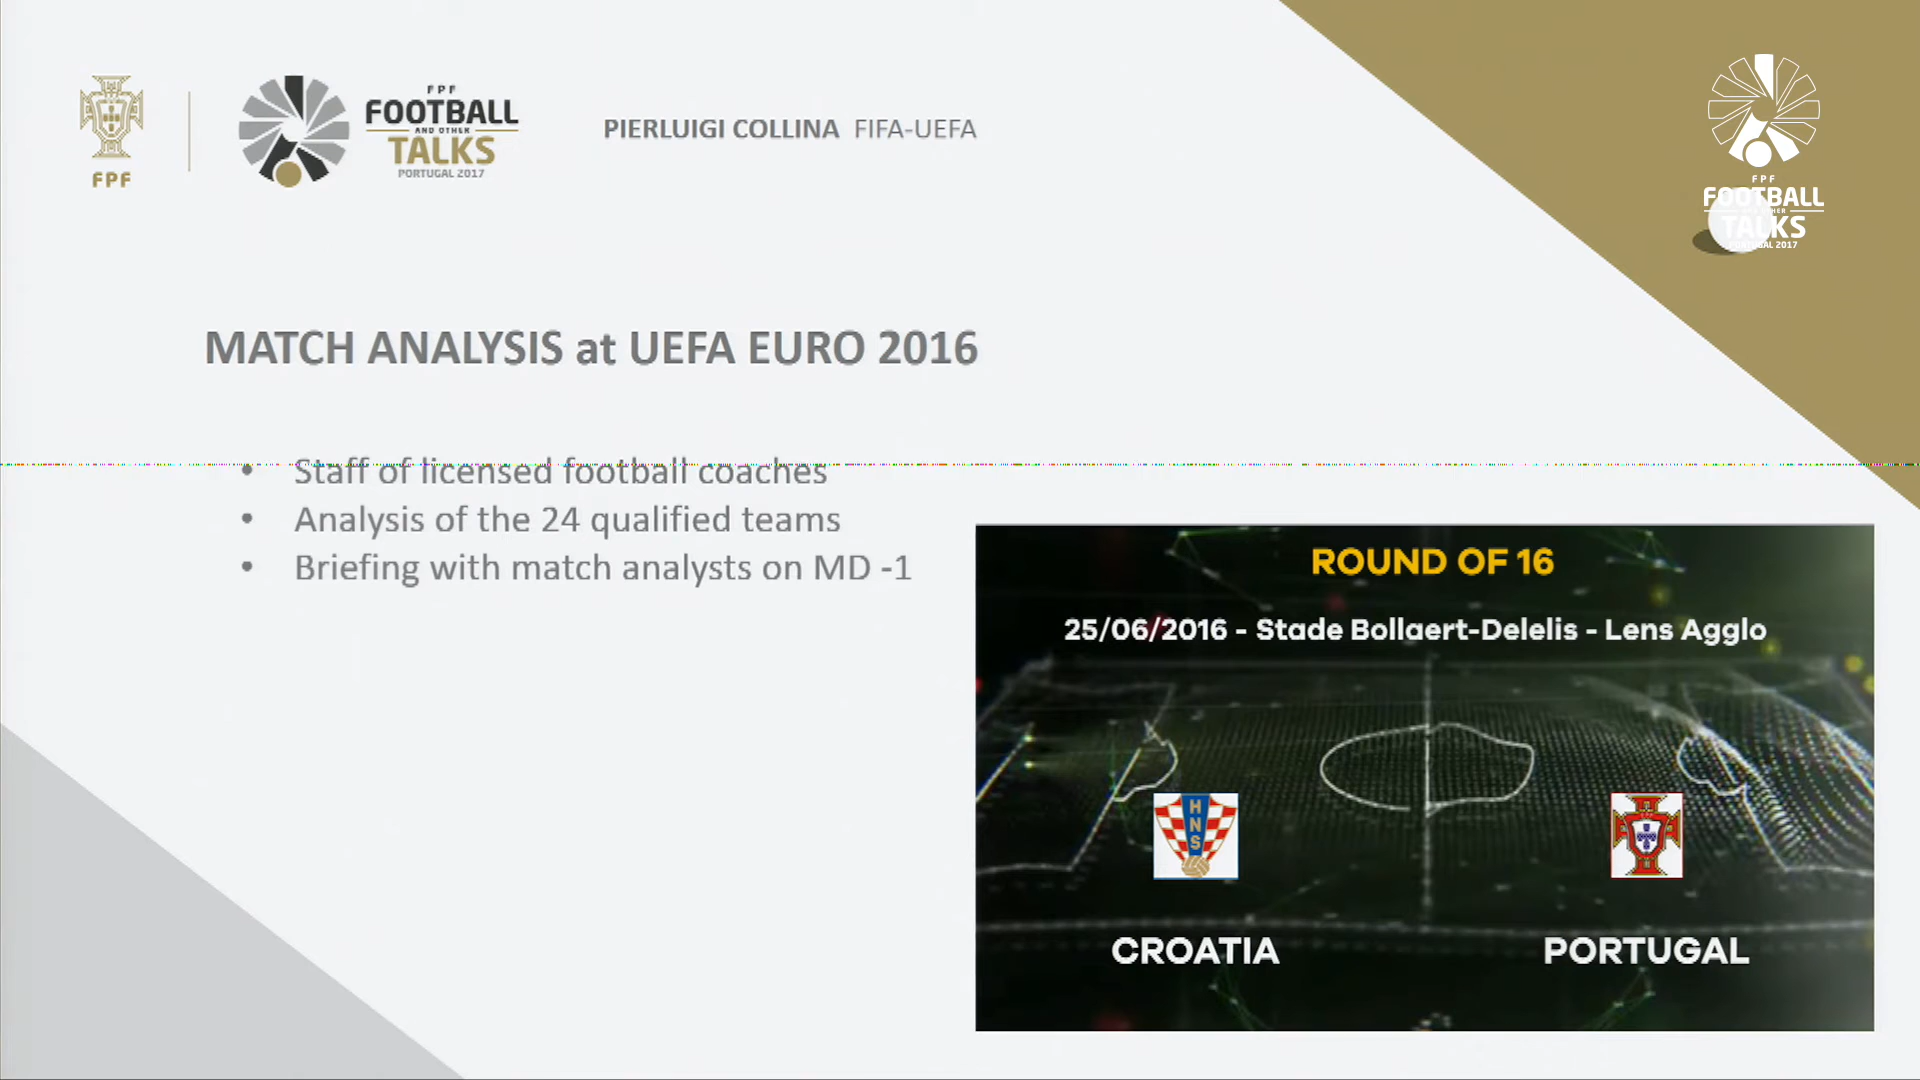 FPF
FPF
FOOTBALL
AND OTHER
TALKS
PORTUGAL 2017
PIERLUIGI COLLINA FIFA-UEFA
FPF
FOOTBALL
TALKS
PORTUGAL 2017
MATCH ANALYSIS at UEFA EURO 2016
• Staff of licensed football coaches
• Analysis of the 24 qualified teams
• Briefing with match analysts on MD -1
ROUND OF 16
25/06/2016 - Stade Bollaert-Delelis - Lens Agglo
HNS
CROATIA
PORTUGAL